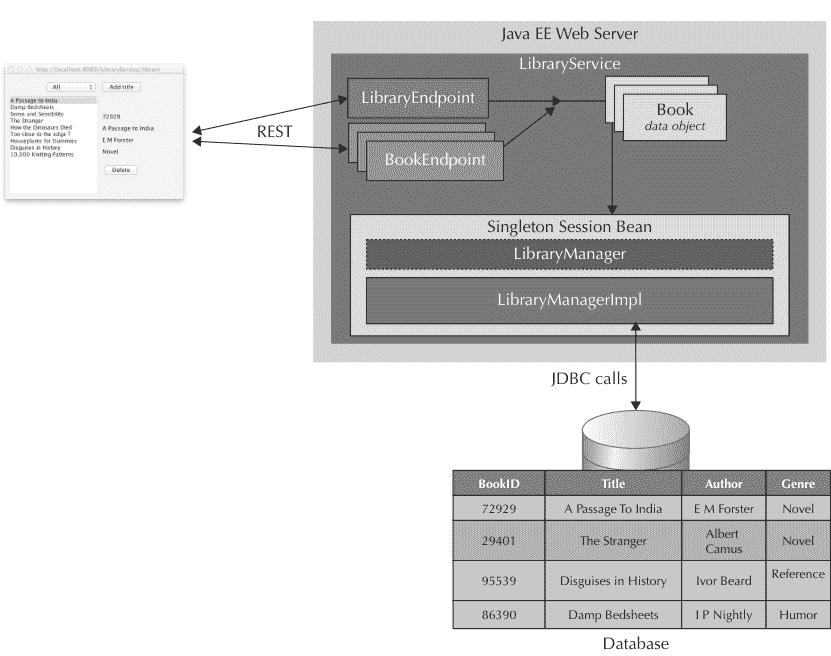 Java EE Web Server
LibraryService
http://localhost:8080/LibraryService/library
All
Add title
A Passage to India
Damp Bedsheets
Sense and Sensibility
The Stranger
How the Dinosaurs Died
Too close to the edge ?
Houseplants for Dummies
Disguises in History
10,000 Knitting Patterns
72929
A Passage to India
E M Forster
Novel
Delete
REST
LibraryEndpoint
BookEndpoint
Book
data object
Singleton Session Bean
LibraryManager
LibraryManagerImpl
JDBC calls
BookID Title Author Genre
72929 A Passage To India E M Forster Novel
29401 The Stranger Albert Camus Novel
95539 Disguises in History Ivor Beard Reference
86390 Damp Bedsheets I P Nightly Humor
Database